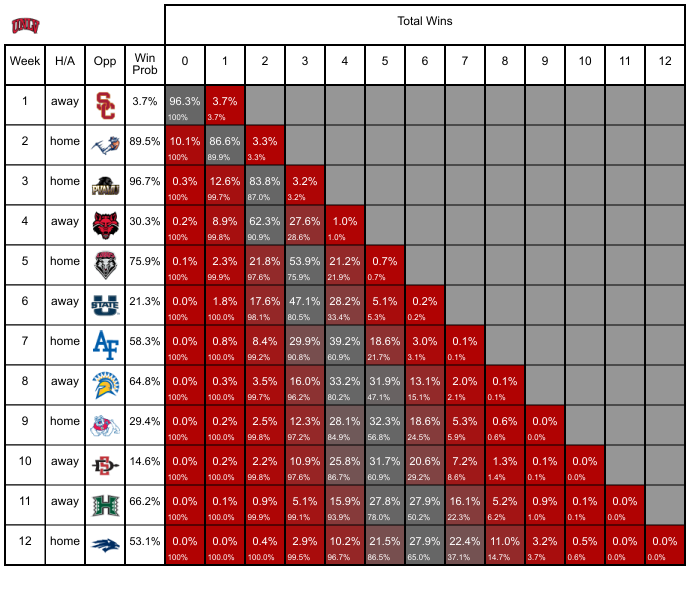 UNLV
Total Wins
Week H/A Opp Win Prob 0 1 2 3 4 5 6 7 8 9 10 11 12
1 away SC 3.7% 96.3% 3.7%
100% 3.7%
2 home 89.5% 10.1% 86.6% 3.3%
100% 89.9% 3.3%
3 home PVAMU 96.7% 0.3% 12.6% 83.8% 3.2%
100% 99.7% 87.0% 3.2%
4 away 30.3% 0.2% 8.9% 62.3% 27.6% 1.0%
100% 99.8% 90.9% 28.6% 1.0%
5 home 75.9% 0.1% 2.3% 21.8% 53.9% 21.2% 0.7%
100% 99.9% 97.6% 75.9% 21.9% 0.7%
6 away U STATE 21.3% 0.0% 1.8% 17.6% 47.1% 28.2% 5.1% 0.2%
100% 100.0% 98.1% 80.5% 33.4% 5.3% 0.2%
7 home AF 58.3% 0.0% 0.8% 8.4% 29.9% 39.2% 18.6% 3.0% 0.1%
100% 100.0% 99.2% 90.8% 60.9% 21.7% 3.1% 0.1%
8 away 64.8% 0.0% 0.3% 3.5% 16.0% 33.2% 31.9% 13.1% 2.0% 0.1%
100% 100.0% 99.7% 96.2% 80.2% 47.1% 15.1% 2.1% 0.1%
9 home 29.4% 0.0% 0.2% 2.5% 12.3% 28.1% 32.3% 18.6% 5.3% 0.6% 0.0%
100% 100.0% 99.8% 97.2% 84.9% 56.8% 24.5% 5.9% 0.6% 0.0%
10 away SD 14.6% 0.0% 0.2% 2.2% 10.9% 25.8% 31.7% 20.6% 7.2% 1.3% 0.1% 0.0%
100% 100.0% 99.8% 97.6% 86.7% 60.9% 29.2% 8.6% 1.4% 0.1% 0.0%
11 away H 66.2% 0.0% 0.1% 0.9% 5.1% 15.9% 27.8% 27.9% 16.1% 5.2% 0.9% 0.1% 0.0%
100% 100.0% 99.9% 99.1% 93.9% 78.0% 50.2% 22.3% 6.2% 1.0% 0.1% 0.0%
12 home 53.1% 0.0% 0.0% 0.4% 2.9% 10.2% 21.5% 27.9% 22.4% 11.0% 3.2% 0.5% 0.0% 0.0%
100% 100.0% 100.0% 99.5% 96.7% 86.5% 65.0% 37.1% 14.7% 3.7% 0.6% 0.0% 0.0%